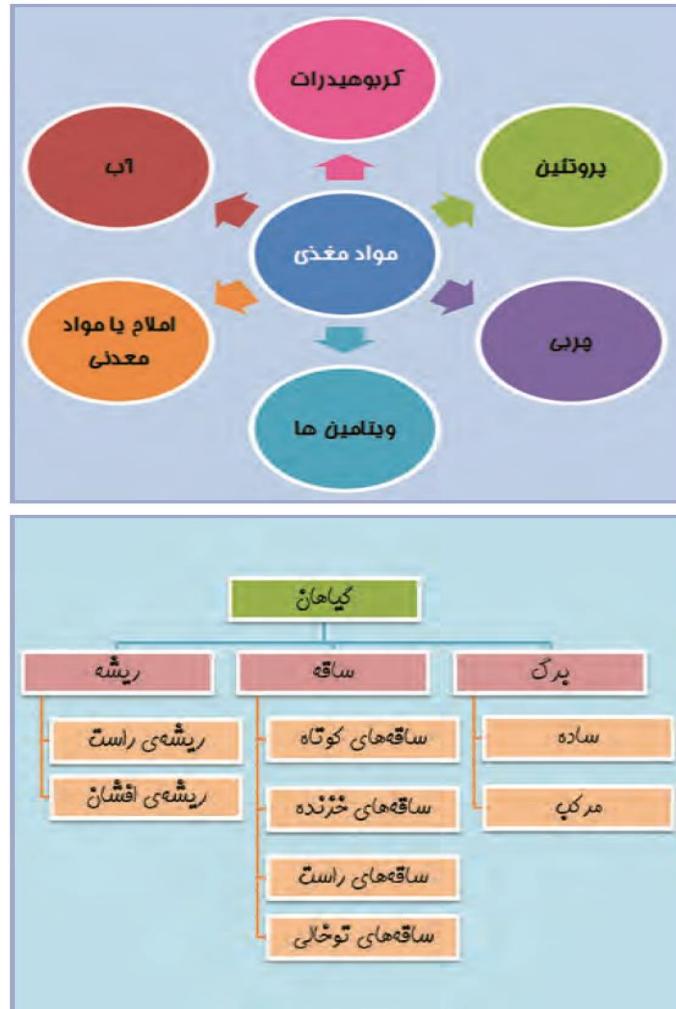 کربوهیدرات
پروتئین
آب
مواد مغذی
املاح یا مواد
معدنی
چربی
ویتامین ها
گیاهان
برگ
ساقه
ریشه
ساده
ساقه‌های کوتاه
ریشه‌ی راست
مرکب
ساقه‌های خزنده
ریشه‌ی افشان
ساقه‌های راست
ساقه‌های توخالی